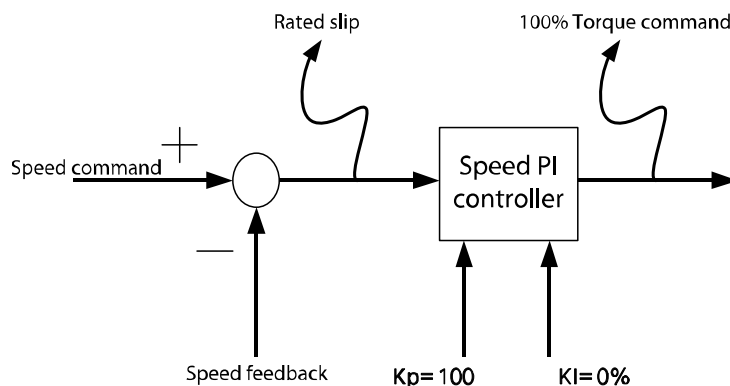 Rated slip
100% Torque command
+
Speed command
Speed PI
controller
—
Speed feedback
Kp= 100
KI= 0%